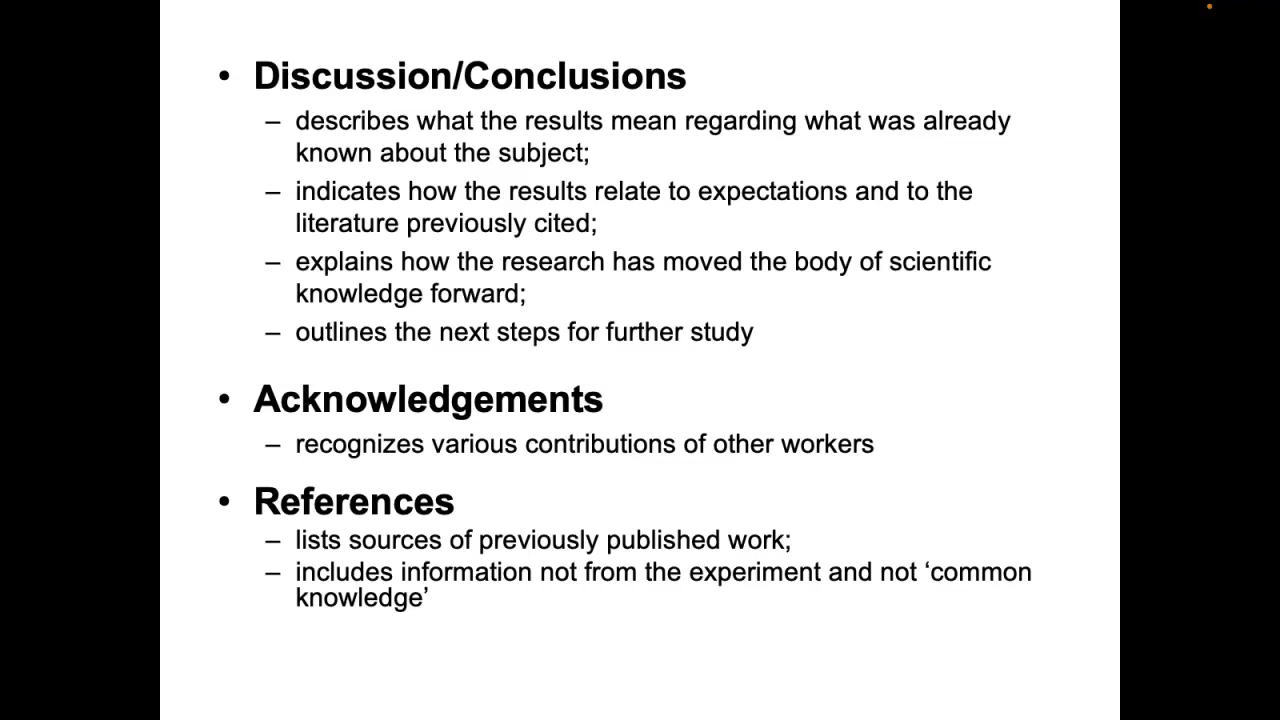 • Discussion/Conclusions
– describes what the results mean regarding what was already
known about the subject;
– indicates how the results relate to expectations and to the
literature previously cited;
– explains how the research has moved the body of scientific
knowledge forward;
– outlines the next steps for further study
• Acknowledgements
– recognizes various contributions of other workers
• References
– lists sources of previously published work;
– includes information not from the experiment and not ‘common
knowledge’